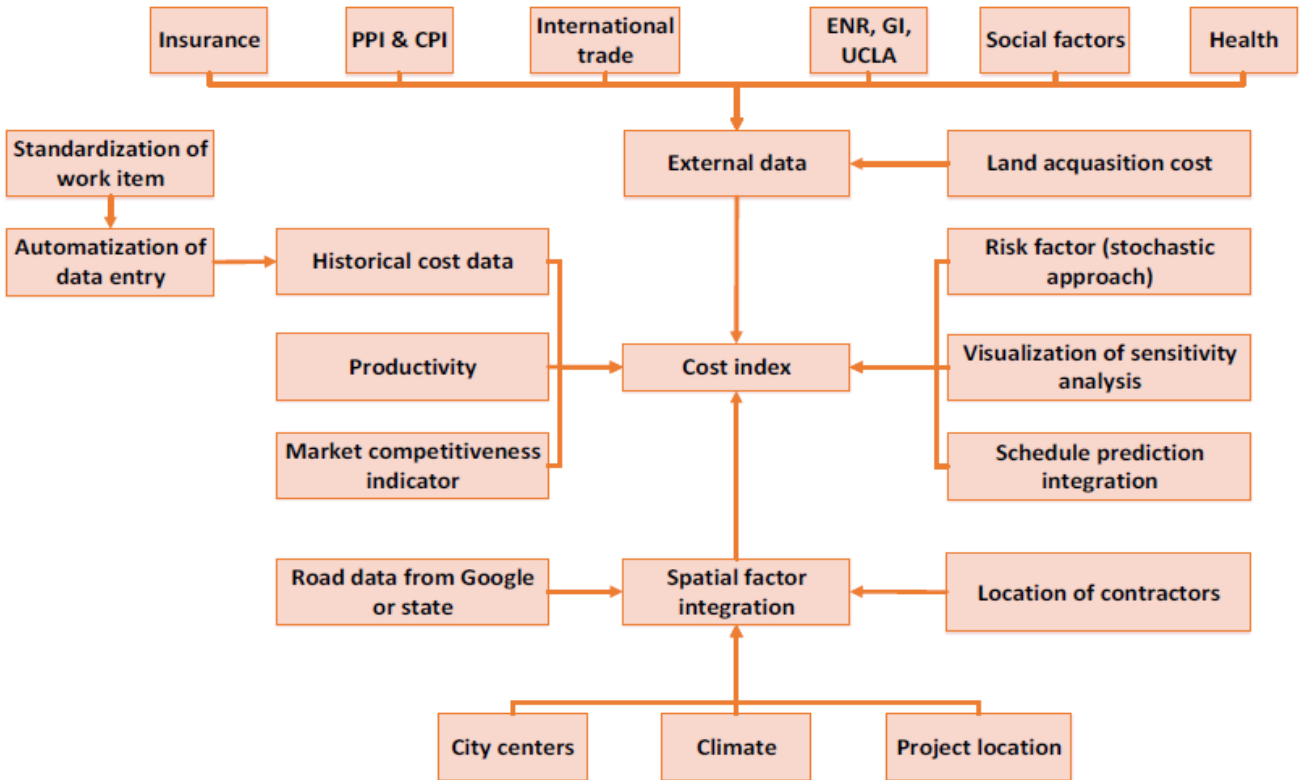 Insurance
PPI & CPI
International
trade
ENR, GI,
UCLA
Social factors
Health
Standardization of
work item
External data
Land acquasition cost
Automatization of
data entry
Historical cost data
Risk factor (stochastic
approach)
Productivity
Cost index
Visualization of sensitivity
analysis
Market competitiveness
indicator
Schedule prediction
integration
Road data from Google
or state
Spatial factor
integration
Location of contractors
City centers
Climate
Project location